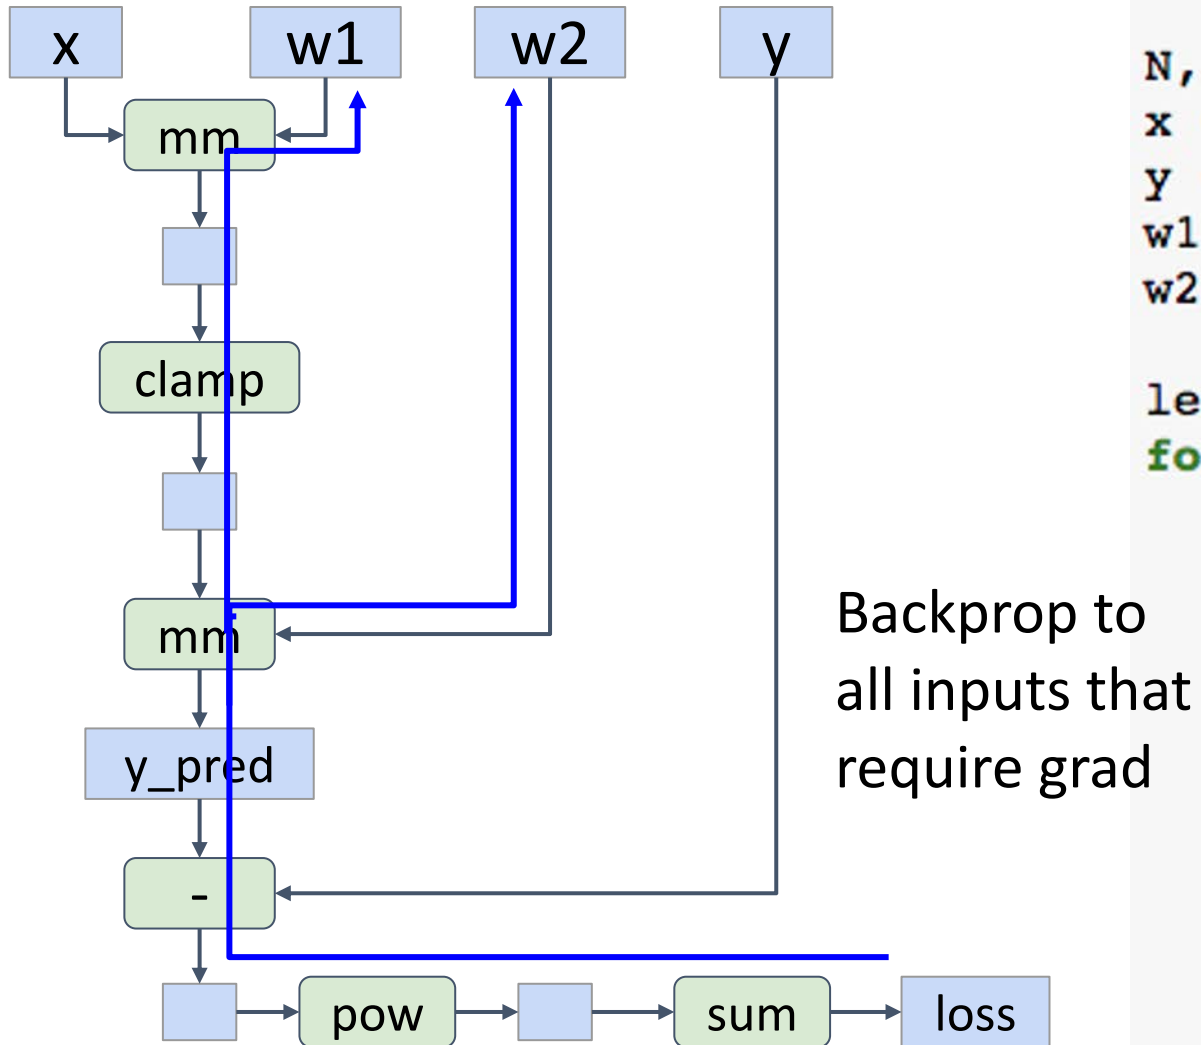 x
w1
w2
y
mm
clamp
mm
y_pred
-
pow
sum
loss
Backprop to
all inputs that
require grad
N,
x
y
w1
w2
le
fo